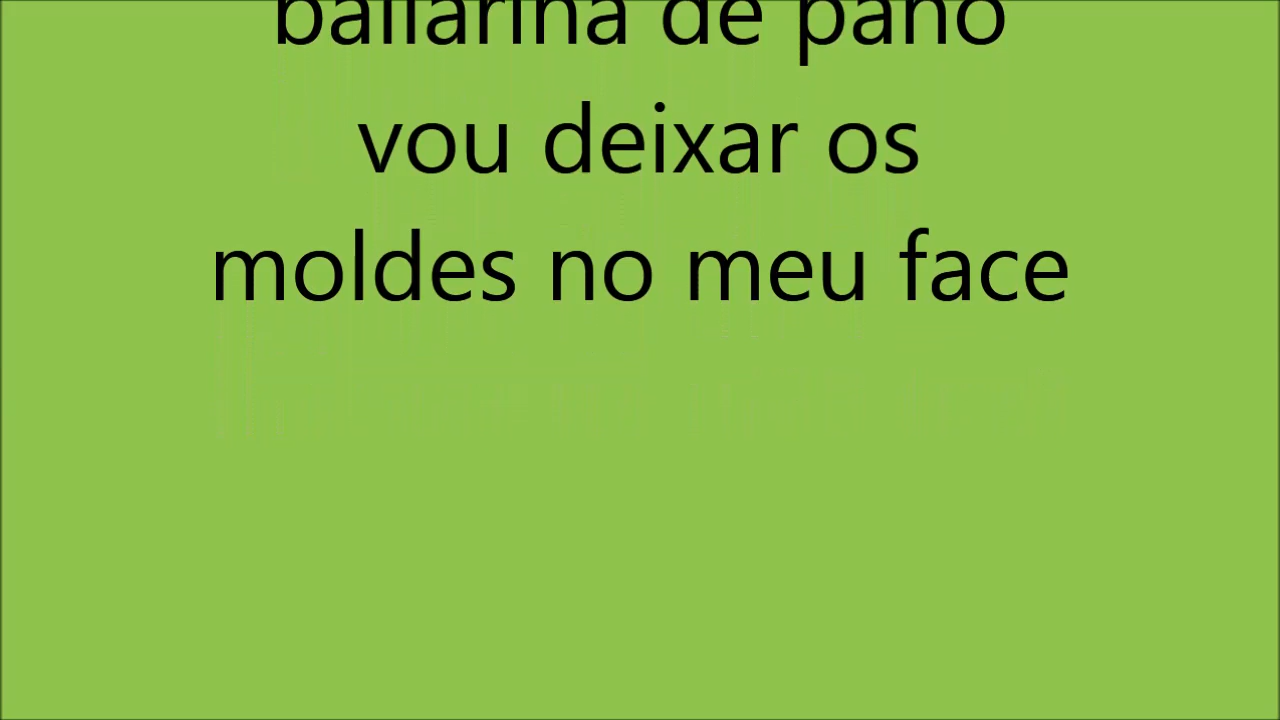 bailarina de pano
vou deixar os
moldes no meu face